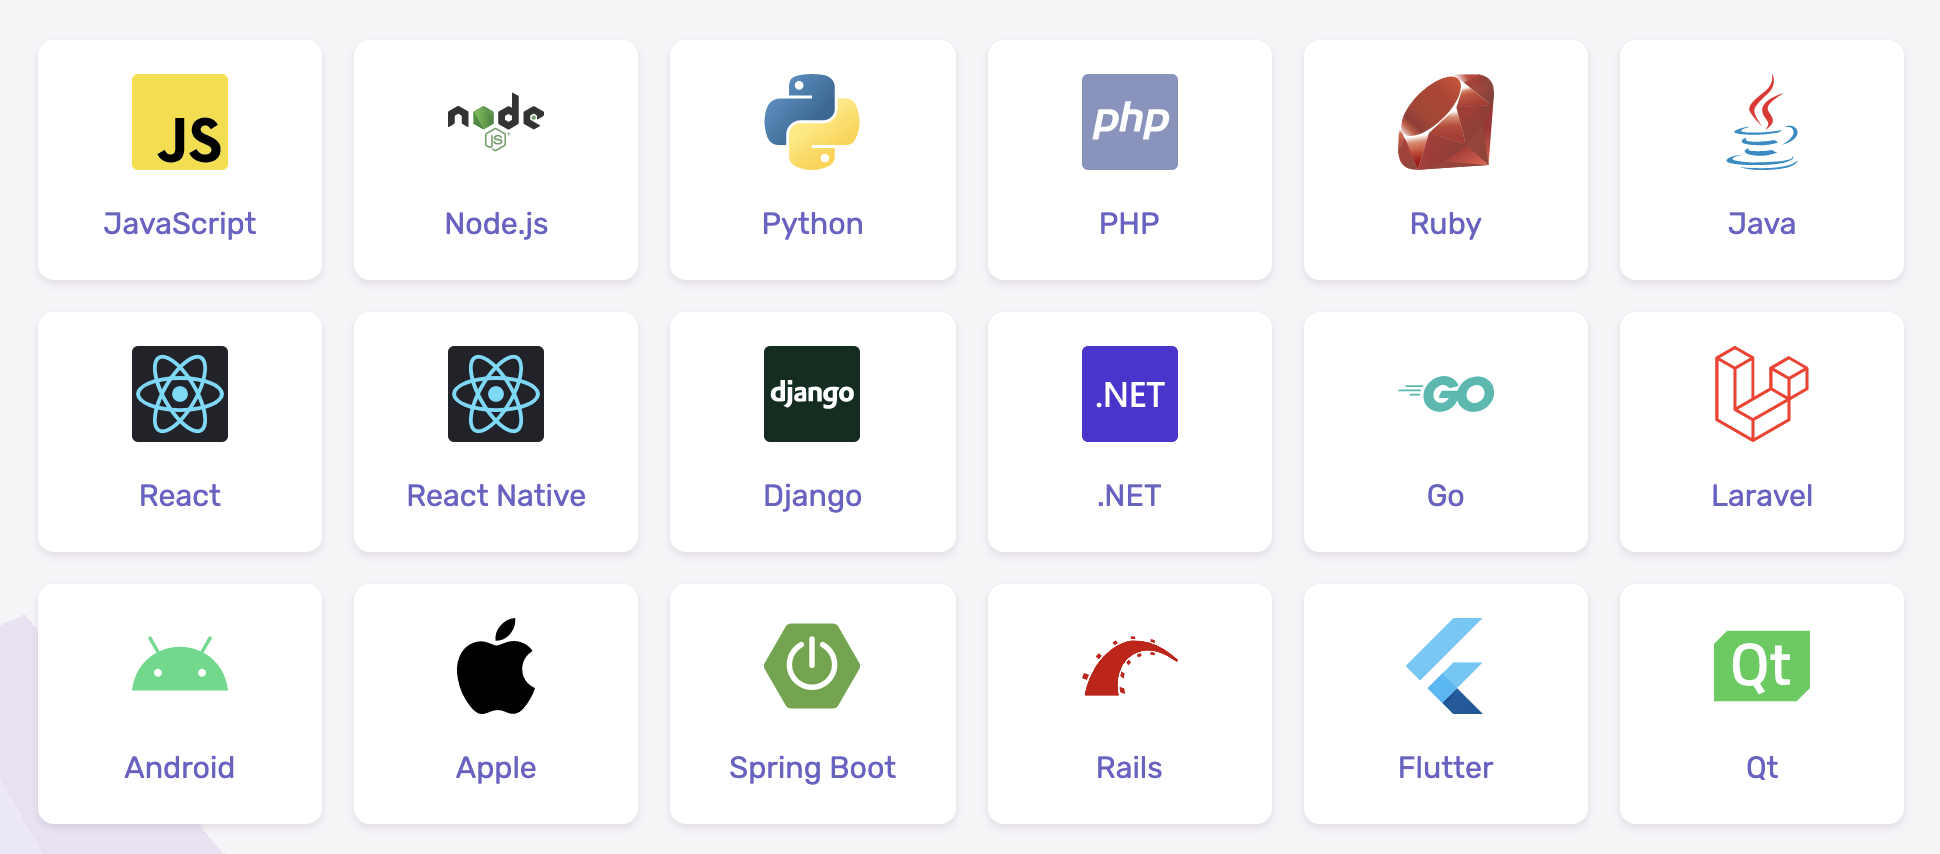 JS
node
JS
php
JavaScript
Node.js
Python
PHP
Ruby
Java
django
.NET
GO
React
React Native
Django
.NET
Go
Laravel
Qt
Android
Apple
Spring Boot
Rails
Flutter
Qt